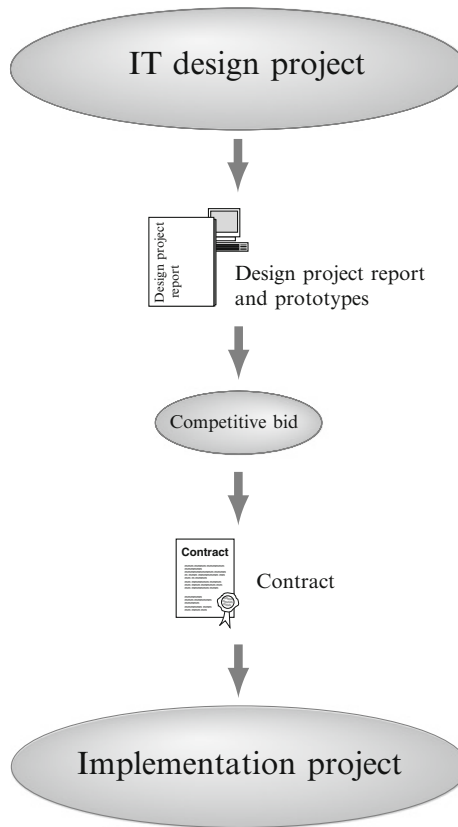 IT design project
Design project
report
Design project report
and prototypes
Competitive bid
Contract
Contract
Implementation project